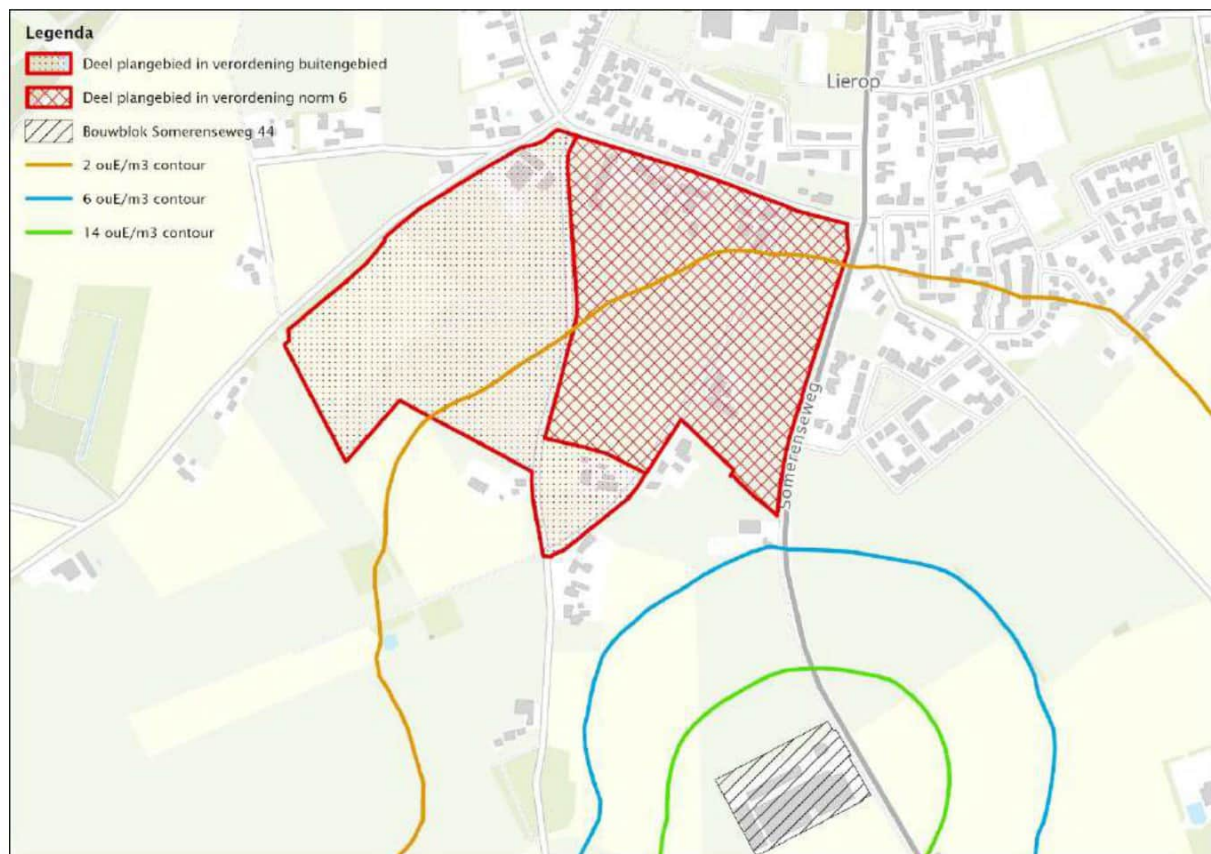 Legenda
Deel plangebied in verordening buitengebied
Deel plangebied in verordening norm 6
Bouwblok Somerenseweg 44
2 ouE/m3 contour
6 ouE/m3 contour
14 ouE/m3 contour
Lierop
Somerenseweg